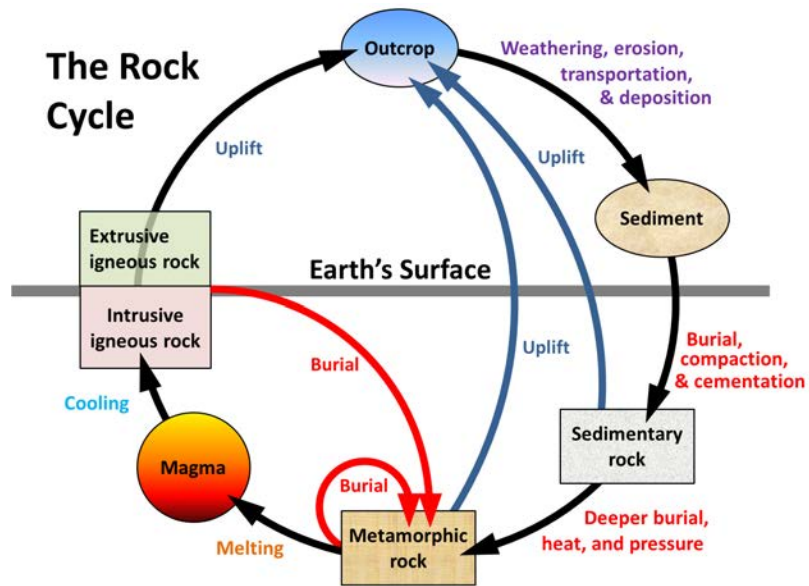 The Rock
Cycle
Outcrop
Weathering, erosion,
transportation,
& deposition
Uplift
Uplift
Sediment
Extrusive
igneous rock
Earth's Surface
Intrusive
igneous rock
Burial
Uplift
Burial,
compaction,
& cementation
Cooling
Sedimentary
rock
Magma
Burial
Metamorphic
rock
Melting
Deeper burial,
heat, and pressure